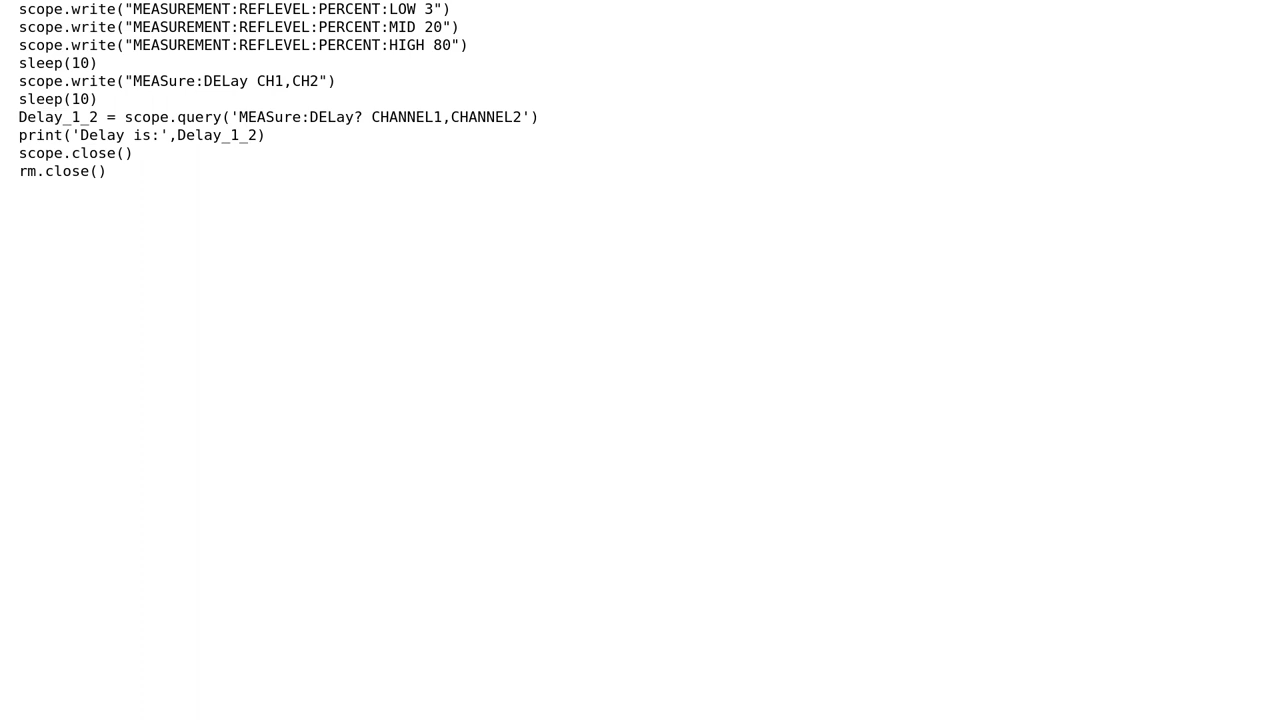 scope.write("MEASUREMENT:REFLEVEL:PERCENT:LOW 3")
scope.write("MEASUREMENT:REFLEVEL:PERCENT:MID 20")
scope.write("MEASUREMENT:REFLEVEL:PERCENT:HIGH 80")
sleep(10)
scope.write("MEASure:DELay CH1,CH2")
sleep(10)
Delay_1_2 = scope.query('MEASure:DELay? CHANNEL1,CHANNEL2')
print('Delay is:',Delay_1_2)
scope.close()
rm.close()